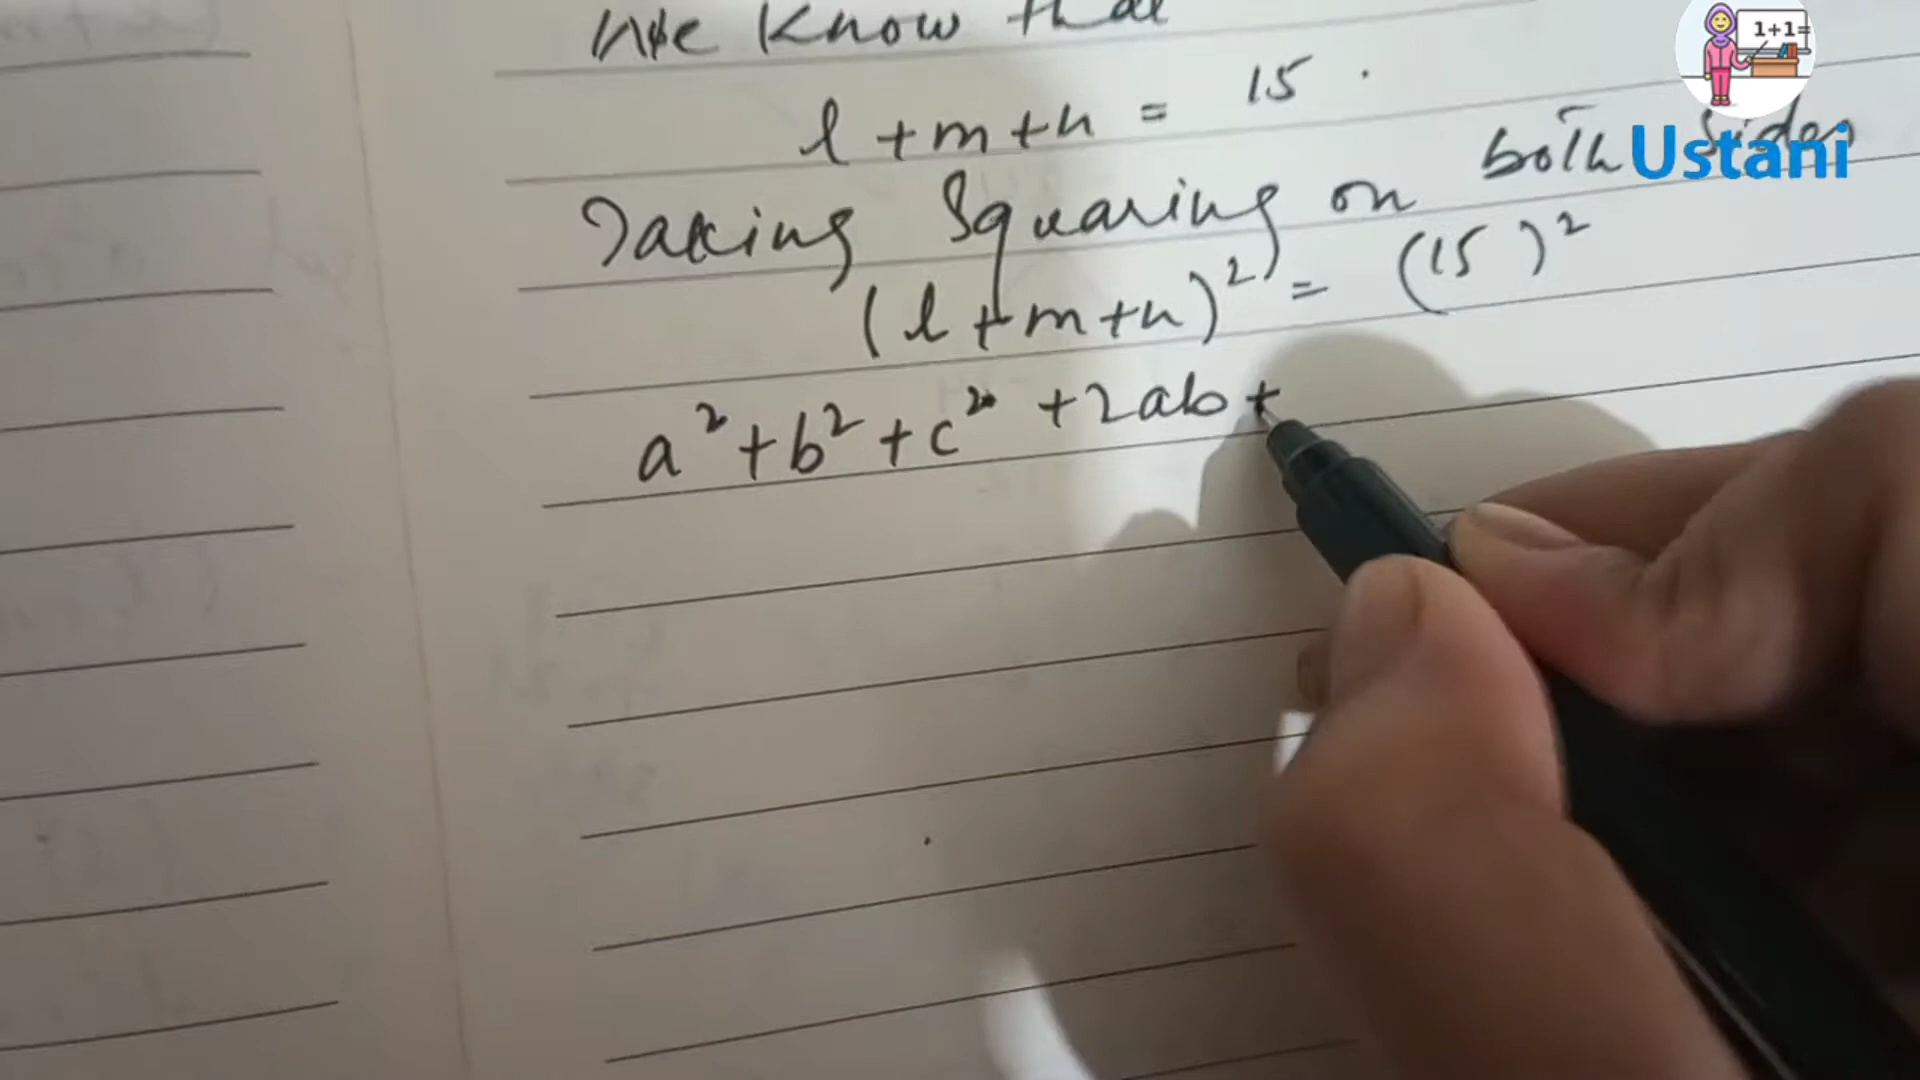 We Know that
l + m + n = 15 .
Taking Squaring on both sides
(l + m + n)² = (15)²
a² + b² + c² + 2ab +
1+1=
Ustani